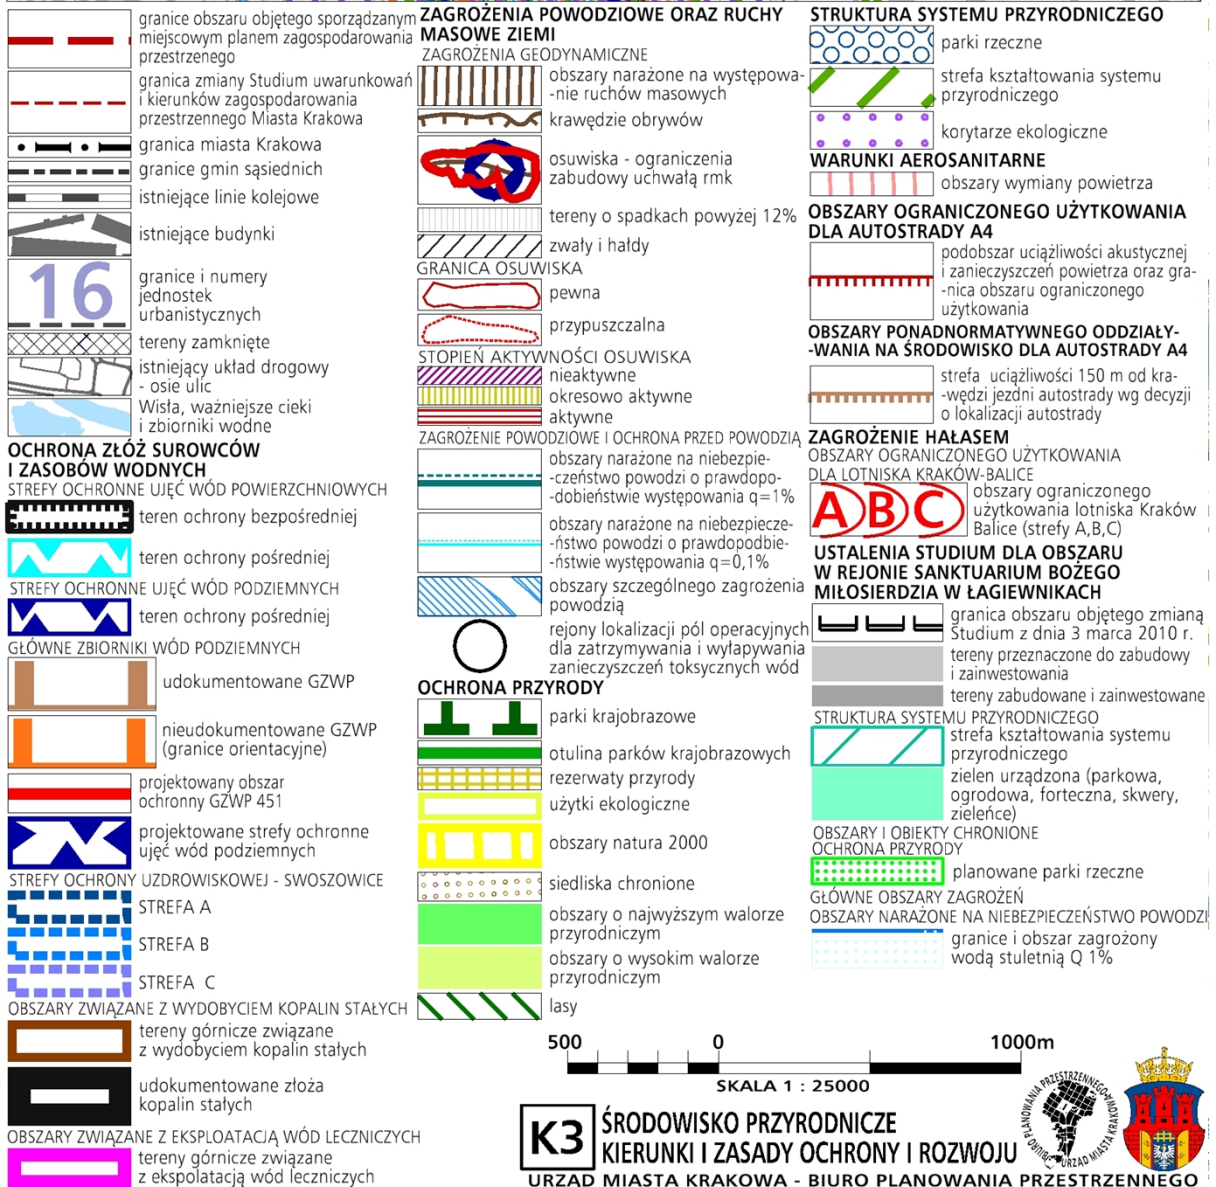 granice obszaru objętego sporządzanym
miejscowym planem zagospodarowania
przestrzenego
granica zmiany Studium uwarunkowań
i kierunków zagospodarowania
przestrzennego Miasta Krakowa
granica miasta Krakowa
granice gmin sąsiednich
istniejące linie kolejowe
istniejące budynki
16
granice i numery
jednostek
urbanistycznych
tereny zamknięte
istniejący układ drogowy
- osie ulic
Wisła, ważniejsze cieki
i zbiorniki wodne
OCHRONA ZŁÓŻ SUROWCÓW
I ZASOBÓW WODNYCH
STREFY OCHRONNE UJĘĆ WÓD POWIERZCHNIOWYCH
teren ochrony bezpośredniej
teren ochrony pośredniej
STREFY OCHRONNE UJĘĆ WÓD PODZIEMNYCH
teren ochrony pośredniej
GŁÓWNE ZBIORNIKI WÓD PODZIEMNYCH
udokumentowane GZWP
nieudokumentowane GZWP
(granice orientacyjne)
projektowany obszar
ochronny GZWP 451
projektowane strefy ochronne
ujęć wód podziemnych
STREFY OCHRONY UZDROWISKOWEJ - SWOSZOWICE
STREFA A
STREFA B
STREFA C
OBSZARY ZWIĄZANE Z WYDOBYCIEM KOPALIN STAŁYCH
tereny górnicze związane
z wydobyciem kopalin stałych
udokumentowane złoża
kopalin stałych
OBSZARY ZWIĄZANE Z EKSPLOATACJĄ WÓD LECZNICZYCH
tereny górnicze związane
z ekspolatacją wód leczniczych
ZAGROŻENIA POWODZIOWE ORAZ RUCHY
MASOWE ZIEMI
ZAGROŻENIA GEODYNAMICZNE
obszary narażone na występowa-
-nie ruchów masowych
krawędzie obrywów
osuwiska - ograniczenia
zabudowy uchwałą rmk
tereny o spadkach powyżej 12%
zwały i hałdy
GRANICA OSUWISKA
pewna
przypuszczalna
STOPIEŃ AKTYWNOŚCI OSUWISKA
nieaktywne
okresowo aktywne
aktywne
ZAGROŻENIE POWODZIOWE I OCHRONA PRZED POWODZIĄ
obszary narażone na niebezpie-
-czeństwo powodzi o prawdopo-
-dobieństwie występowania q=1%
obszary narażone na niebezpiecze-
-ństwo powodzi o prawdopodbie-
-ństwie występowania q=0,1%
obszary szczególnego zagrożenia
powodzią
rejony lokalizacji pól operacyjnych
dla zatrzymywania i wyłapywania
zanieczyszczeń toksycznych wód
OCHRONA PRZYRODY
parki krajobrazowe
otulina parków krajobrazowych
rezerwaty przyrody
użytki ekologiczne
obszary natura 2000
siedliska chronione
obszary o najwyższym walorze
przyrodniczym
obszary o wysokim walorze
przyrodniczym
lasy
STRUKTURA SYSTEMU PRZYRODNICZEGO
parki rzeczne
strefa kształtowania systemu
przyrodniczego
korytarze ekologiczne
WARUNKI AEROSANITARNE
obszary wymiany powietrza
OBSZARY OGRANICZONEGO UŻYTKOWANIA
DLA AUTOSTRADY A4
podobszar uciążliwości akustycznej
i zanieczyszczeń powietrza oraz gra-
-nica obszaru ograniczonego
użytkowania
OBSZARY PONADNORMATYWNEGO ODDZIAŁY-
-WANIA NA ŚRODOWISKO DLA AUTOSTRADY A4
strefa uciążliwości 150 m od kra-
-wędzi jezdni autostrady wg decyzji
o lokalizacji autostrady
ZAGROŻENIE HAŁASEM
OBSZARY OGRANICZONEGO UŻYTKOWANIA
DLA LOTNISKA KRAKÓW-BALICE
A B C
obszary ograniczonego
użytkowania lotniska Kraków
Balice (strefy A,B,C)
USTALENIA STUDIUM DLA OBSZARU
W REJONIE SANKTUARIUM BOŻEGO
MIŁOSIERDZIA W ŁAGIEWNIKACH
granica obszaru objętego zmianą
Studium z dnia 3 marca 2010 r.
tereny przeznaczone do zabudowy
i zainwestowania
tereny zabudowane i zainwestowane
STRUKTURA SYSTEMU PRZYRODNICZEGO
strefa kształtowania systemu
przyrodniczego
zielen urządzona (parkowa,
ogrodowa, forteczna, skwery,
zieleńce)
OBSZARY I OBIEKTY CHRONIONE
OCHRONA PRZYRODY
planowane parki rzeczne
GŁÓWNE OBSZARY ZAGROŻEŃ
OBSZARY NARAŻONE NA NIEBEZPIECZEŃSTWO POWODZI
granice i obszar zagrożony
wodą stuletnią Q 1%
500 0 1000m
SKALA 1 : 25000
K3
ŚRODOWISKO PRZYRODNICZE
KIERUNKI I ZASADY OCHRONY I ROZWOJU
URZĄD MIASTA KRAKOWA - BIURO PLANOWANIA PRZESTRZENNEGO
BIURO PLANOWANIA PRZESTRZENNEGO
URZĄD MIASTA KRAKOWA